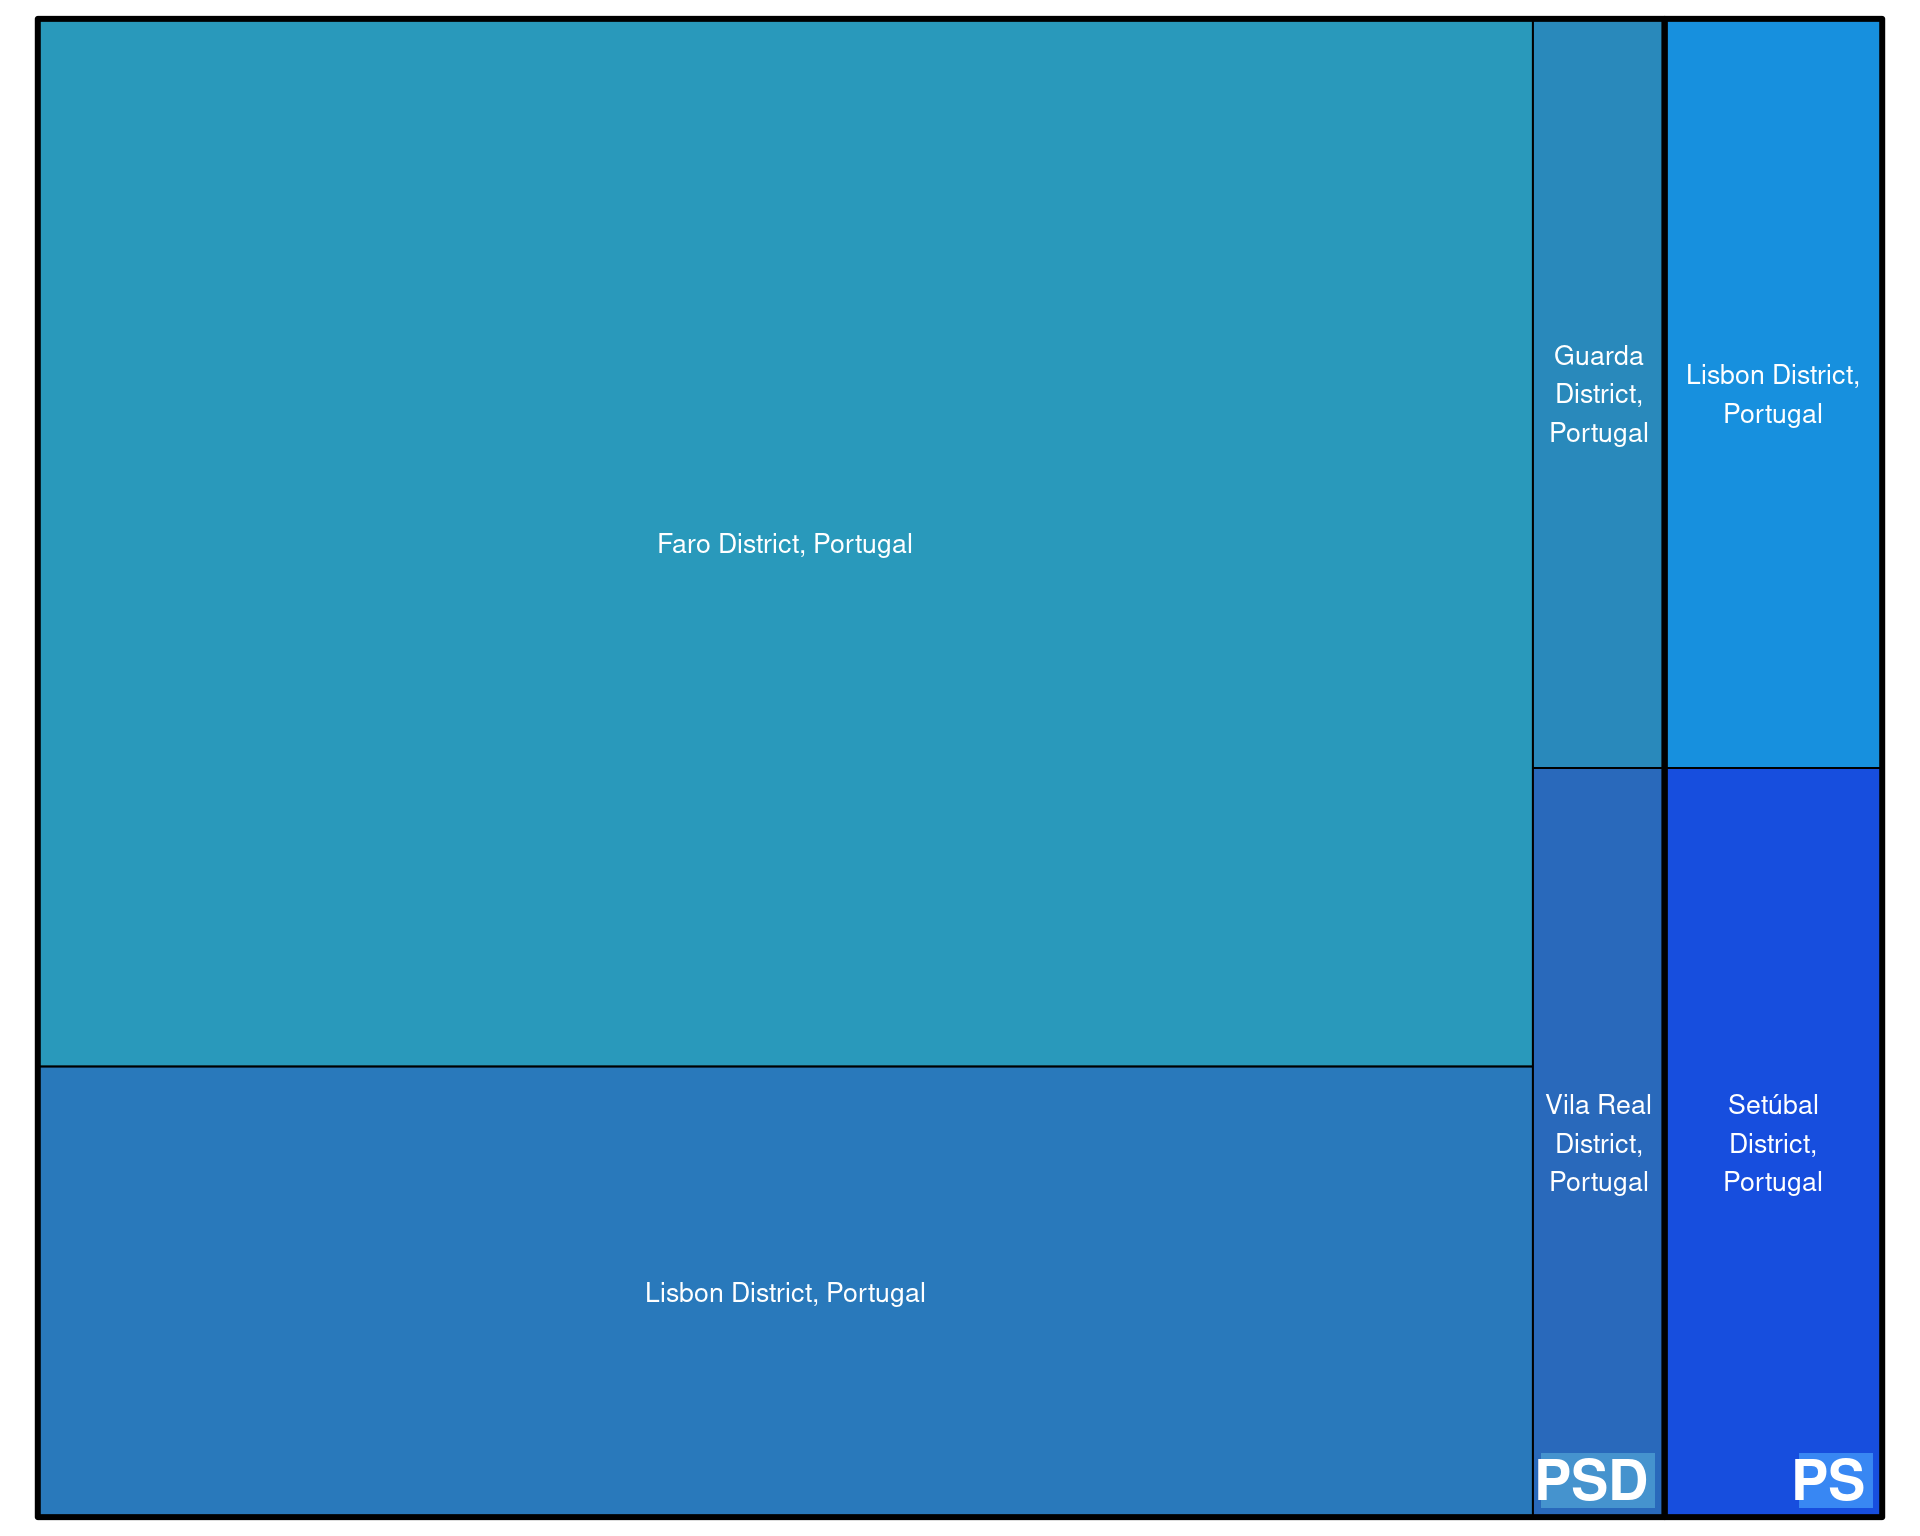 Faro District, Portugal
Lisbon District, Portugal
Guarda
District,
Portugal
Vila Real
District,
Portugal
PSD
Lisbon District,
Portugal
Setúbal
District,
Portugal
PS